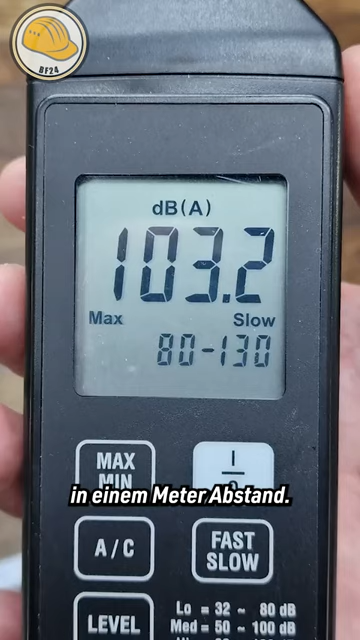 BF24
dB(A)
103.2
Max Slow
80-130
MAX
MIN
I
in einem Meter Abstand.
A/C
FAST
SLOW
LEVEL
Lo = 32 ~ 80 dB
Med = 50 ~ 100 dB